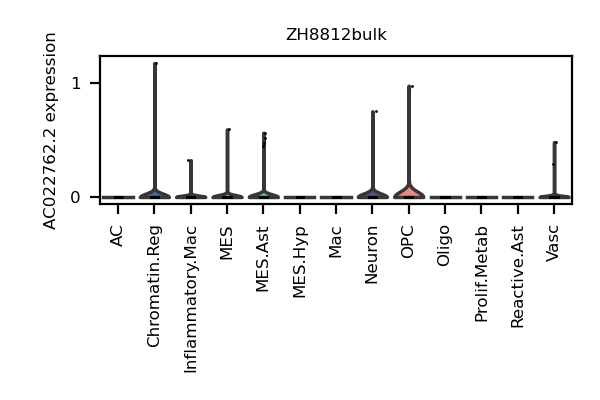 ZH8812bulk
AC022762.2 expression
1
0
AC
Chromatin.Reg
Inflammatory.Mac
MES
MES.Ast
MES.Hyp
Mac
Neuron
OPC
Oligo
Prolif.Metab
Reactive.Ast
Vasc